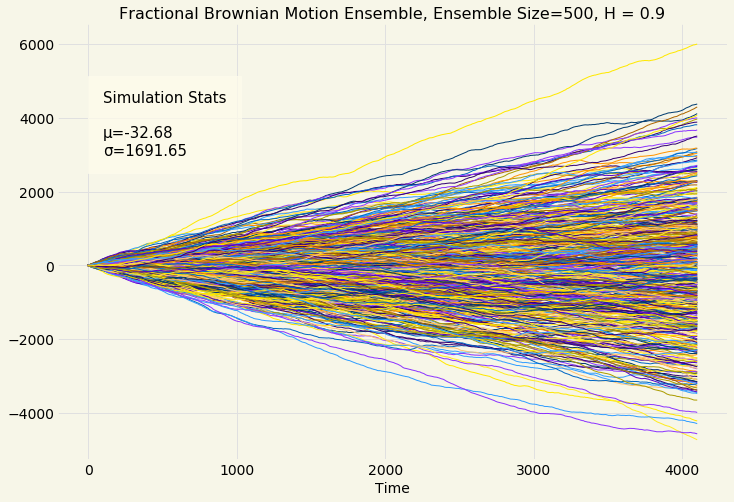 Fractional Brownian Motion Ensemble, Ensemble Size=500, H = 0.9
6000
Simulation Stats
4000
μ=-32.68
σ=1691.65
2000
0
−2000
−4000
0 1000 2000 3000 4000
Time